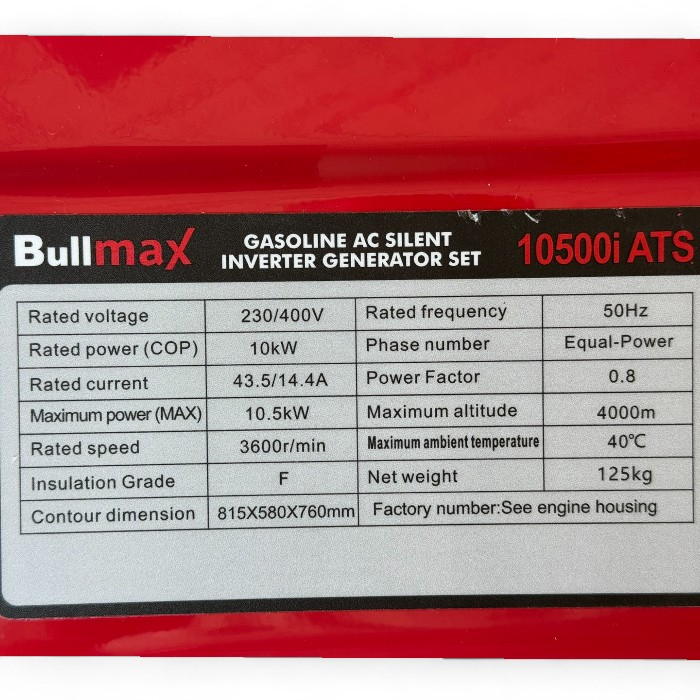 Bullmax GASOLINE AC SILENT INVERTER GENERATOR SET 10500i ATS
Rated voltage 230/400V Rated frequency 50Hz
Rated power (COP) 10kW Phase number Equal-Power
Rated current 43.5/14.4A Power Factor 0.8
Maximum power (MAX) 10.5kW Maximum altitude 4000m
Rated speed 3600r/min Maximum ambient temperature 40℃
Insulation Grade F Net weight 125kg
Contour dimension 815X580X760mm Factory number:See engine housing